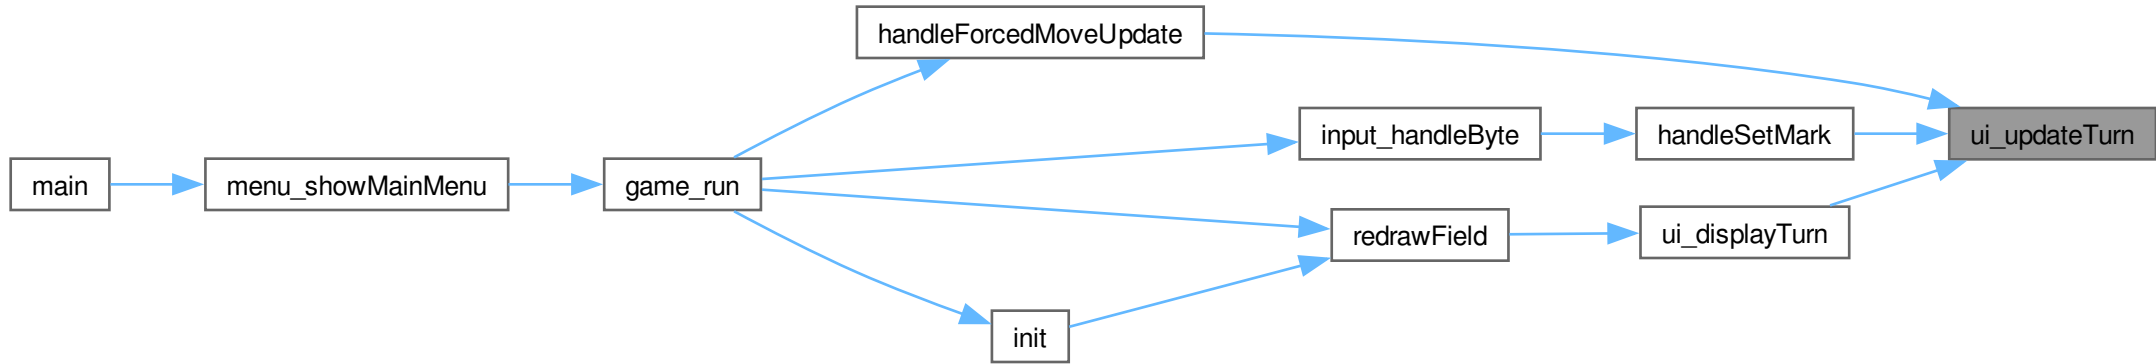 handleForcedMoveUpdate
input_handleByte
handleSetMark
ui_updateTurn
main
menu_showMainMenu
game_run
redrawField
ui_displayTurn
init